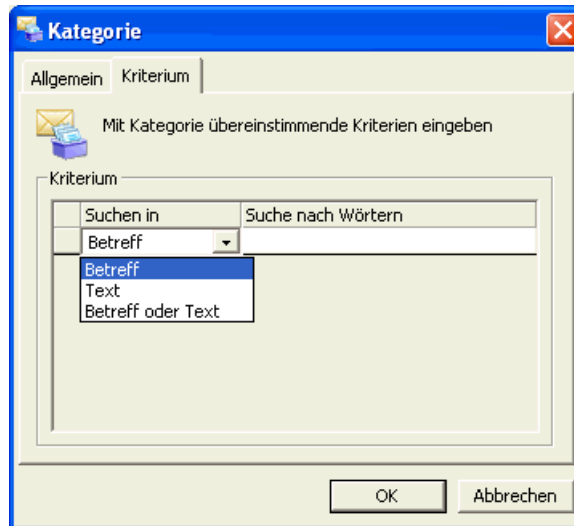 Kategorie
Allgemein Kriterium
Mit Kategorie übereinstimmende Kriterien eingeben
Kriterium
Suchen in Suche nach Wörtern
Betreff
Betreff
Text
Betreff oder Text
OK Abbrechen